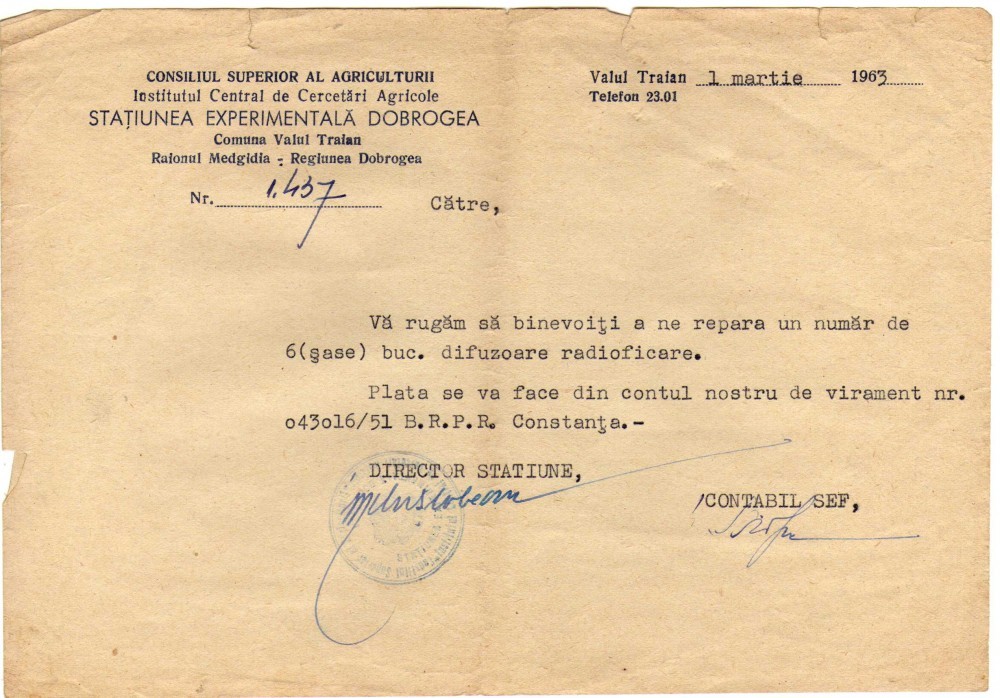 CONSILIUL SUPERIOR AL AGRICULTURII
Institutul Central de Cercetări Agricole
STAȚIUNEA EXPERIMENTALĂ DOBROGEA
Comuna Valul Traian
Raionul Medgidia - Regiunea Dobrogea
Nr. 1.437
Valul Traian 1 martie 1963
Telefon 23.01
Către,
Vă rugăm să binevoiţi a ne repara un număr de
6(şase) buc. difuzoare radioficare.
Plata se va face din contul nostru de virament nr.
o43o16/51 B.R.P.R. Constanţa.-
DIRECTOR STATIUNE,
CONTABIL SEF,